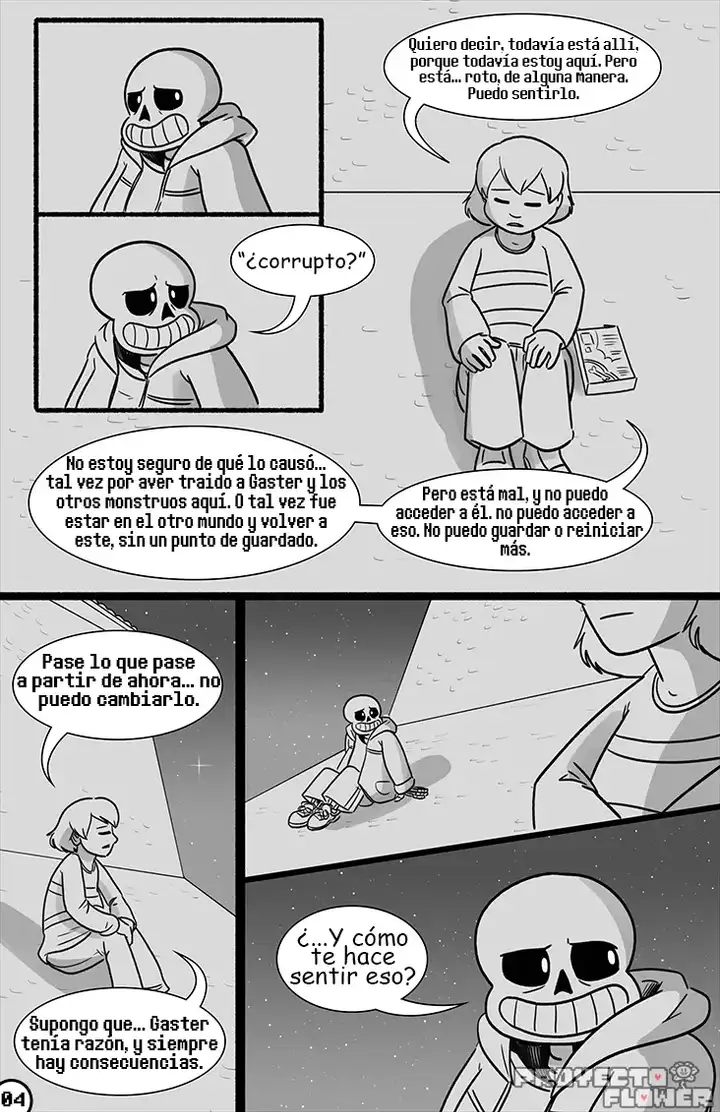 Quiero decir, todavía está allí,
porque todavía estoy aquí. Pero
está... roto, de alguna manera.
Puedo sentirlo.
“¿corrupto?”
No estoy seguro de qué lo causó...
tal vez por aver traido a Gaster y los
otros monstruos aquí. O tal vez fue
estar en el otro mundo y volver a
este, sin un punto de guardado.
Pero está mal, y no puedo
acceder a él. no puedo acceder a
eso. No puedo guardar o reiniciar
más.
Pase lo que pase
a partir de ahora... no
puedo cambiarlo.
Supongo que... Gaster
tenía razón, y siempre
hay consecuencias.
¿...Y cómo
te hace
sentir eso?
04
PROYECTO
FLOWER